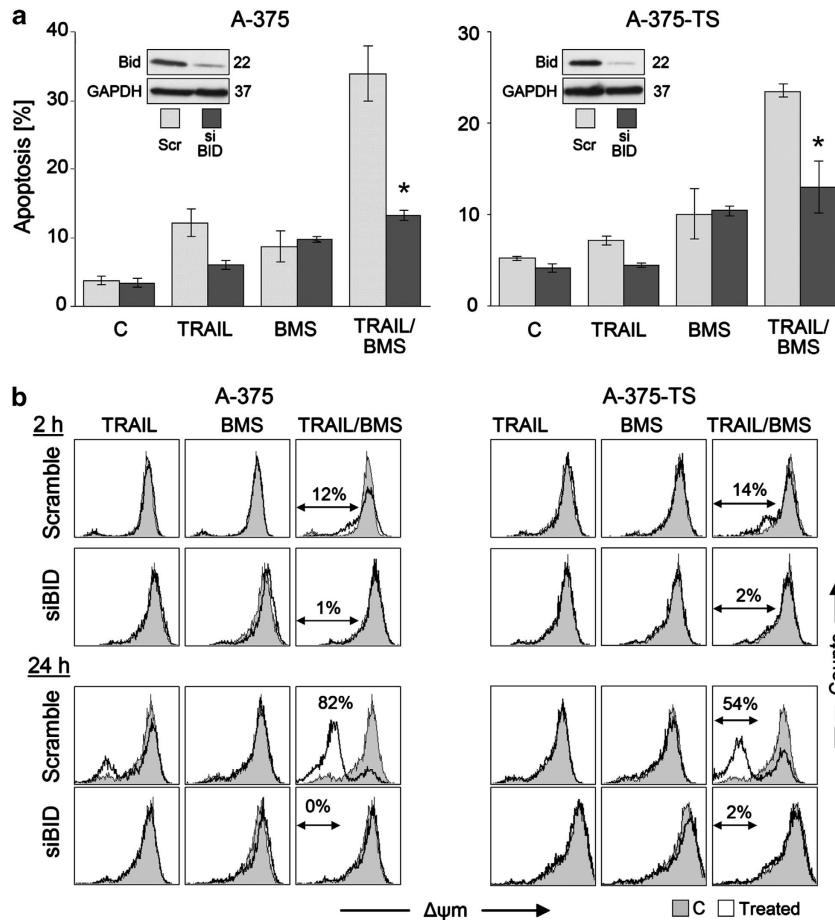 a
A-375
A-375-TS
Bid 22
GAPDH 37
Scr
si BID
Apoptosis [%]
40
30
20
10
0
C TRAIL BMS TRAIL/ BMS
Bid 22
GAPDH 37
Scr
si BID
30
20
10
0
*
*
C TRAIL BMS TRAIL/ BMS
b
A-375
A-375-TS
2 h
TRAIL BMS TRAIL/BMS
TRAIL BMS TRAIL/BMS
Scramble
12%
14%
siBID
1%
2%
24 h
Scramble
82%
54%
siBID
0%
2%
Counts
Δψm
C Treated